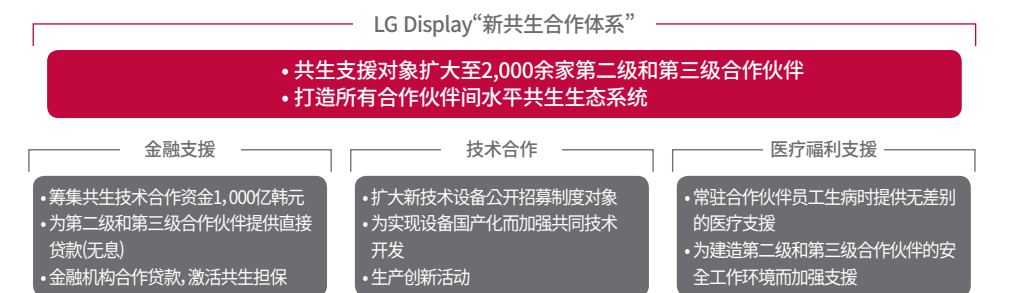 LG Display“新共生合作体系”
• 共生支援对象扩大至2,000余家第二级和第三级合作伙伴
• 打造所有合作伙伴间水平共生生态系统
金融支援
• 筹集共生技术合作资金1,000亿韩元
• 为第二级和第三级合作伙伴提供直接
贷款(无息)
• 金融机构合作贷款, 激活共生担保
技术合作
• 扩大新技术设备公开招募制度对象
• 为实现设备国产化而加强共同技术
开发
• 生产创新活动
医疗福利支援
• 常驻合作伙伴员工生病时提供无差别
的医疗支援
• 为建造第二级和第三级合作伙伴的安
全工作环境而加强支援